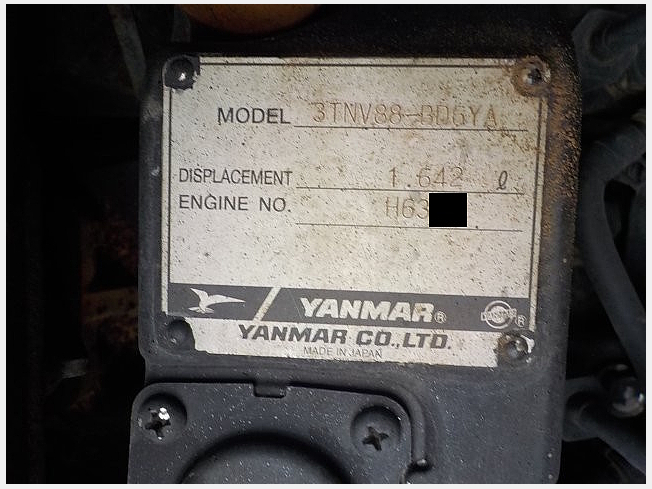 MODEL 3TNV88-BDGYA
DISPLACEMENT 1.642 ℓ
ENGINE NO. H63
YANMAR ®
YANMAR CO.,LTD.
MADE IN JAPAN